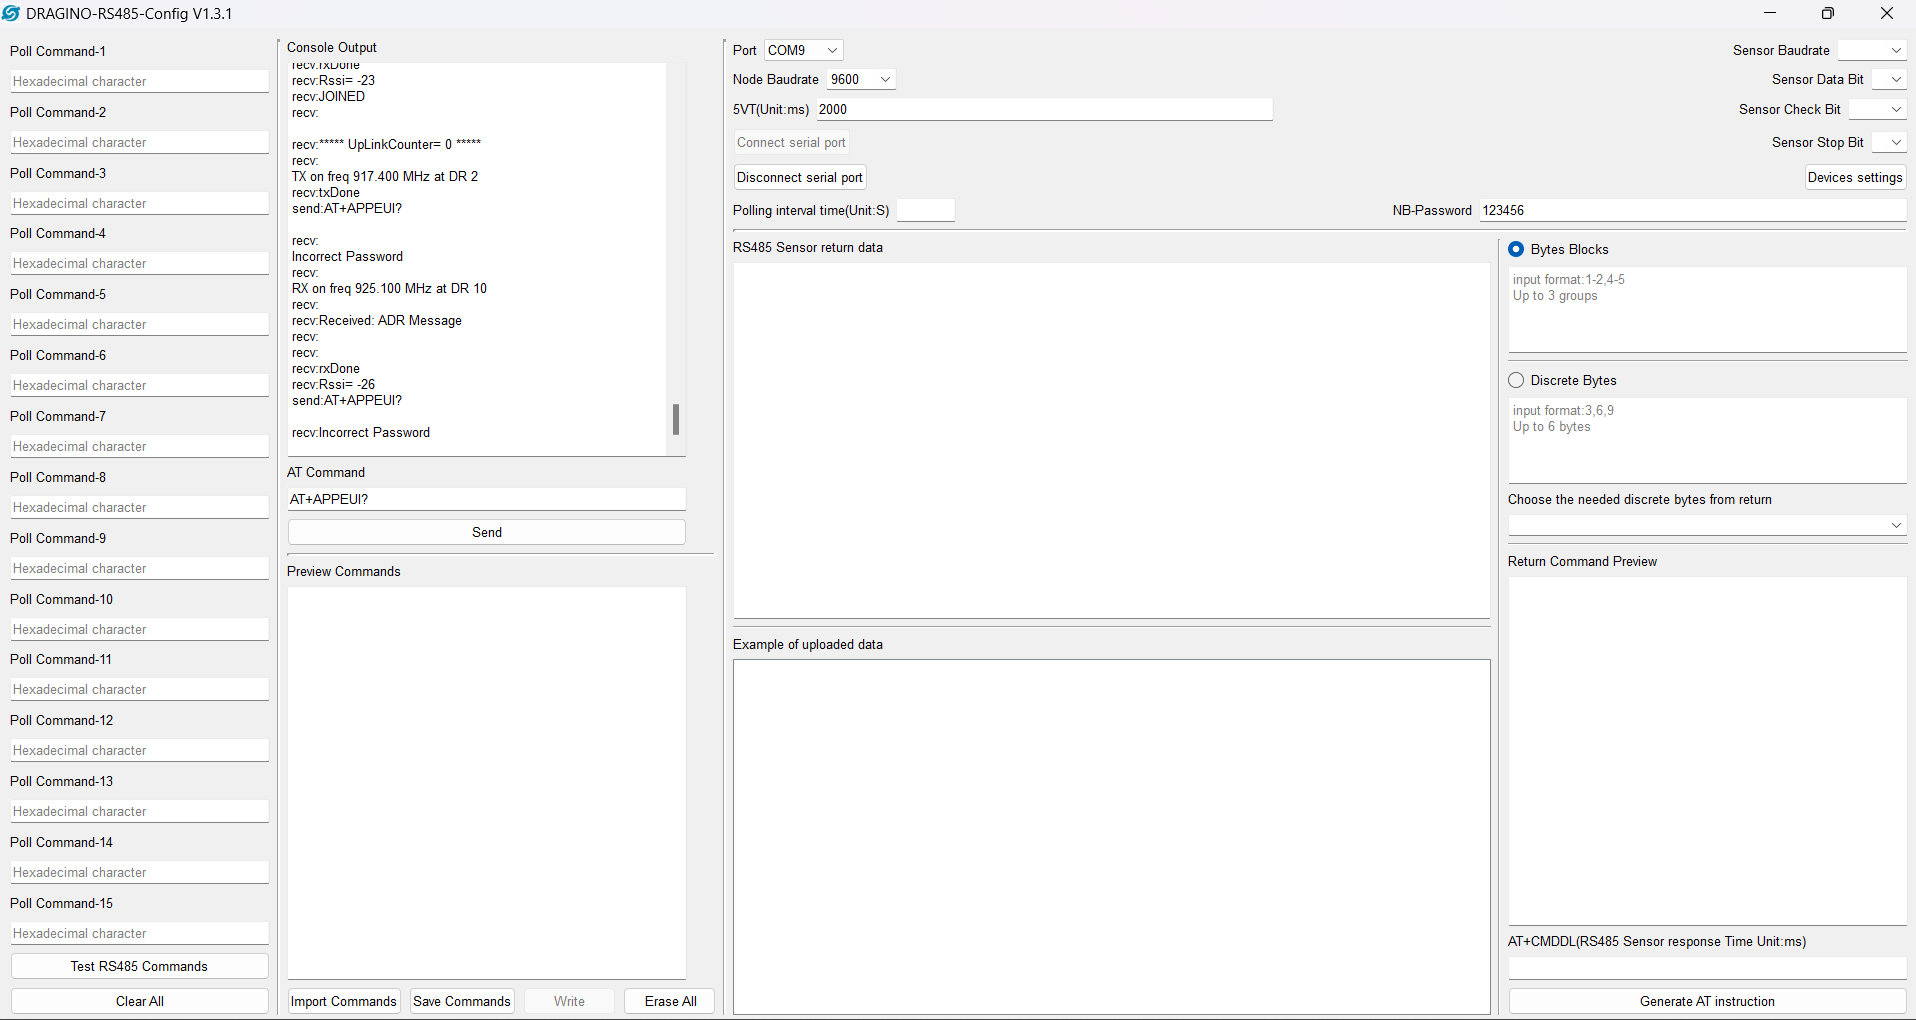 DRAGINO-RS485-Config V1.3.1
Poll Command-1
Hexadecimal character
Poll Command-2
Hexadecimal character
Poll Command-3
Hexadecimal character
Poll Command-4
Hexadecimal character
Poll Command-5
Hexadecimal character
Poll Command-6
Hexadecimal character
Poll Command-7
Hexadecimal character
Poll Command-8
Hexadecimal character
Poll Command-9
Hexadecimal character
Poll Command-10
Hexadecimal character
Poll Command-11
Hexadecimal character
Poll Command-12
Hexadecimal character
Poll Command-13
Hexadecimal character
Poll Command-14
Hexadecimal character
Poll Command-15
Hexadecimal character
Test RS485 Commands
Clear All
Console Output
recv:rxDone
recv:Rssi= -23
recv:JOINED
recv:
recv:***** UpLinkCounter= 0 *****
recv:
TX on freq 917.400 MHz at DR 2
recv:txDone
send:AT+APPEUI?
recv:
Incorrect Password
recv:
RX on freq 925.100 MHz at DR 10
recv:
recv:Received: ADR Message
recv:
recv:
recv:rxDone
recv:Rssi= -26
send:AT+APPEUI?
recv:Incorrect Password
AT Command
AT+APPEUI?
Send
Preview Commands
Import Commands
Save Commands
Write
Erase All
Port COM9
Node Baudrate 9600
5VT(Unit:ms) 2000
Connect serial port
Disconnect serial port
Polling interval time(Unit:S)
Sensor Baudrate
Sensor Data Bit
Sensor Check Bit
Sensor Stop Bit
Devices settings
NB-Password 123456
RS485 Sensor return data
Example of uploaded data
Bytes Blocks
input format:1-2,4-5
Up to 3 groups
Discrete Bytes
input format:3,6,9
Up to 6 bytes
Choose the needed discrete bytes from return
Return Command Preview
AT+CMDDL(RS485 Sensor response Time Unit:ms)
Generate AT instruction